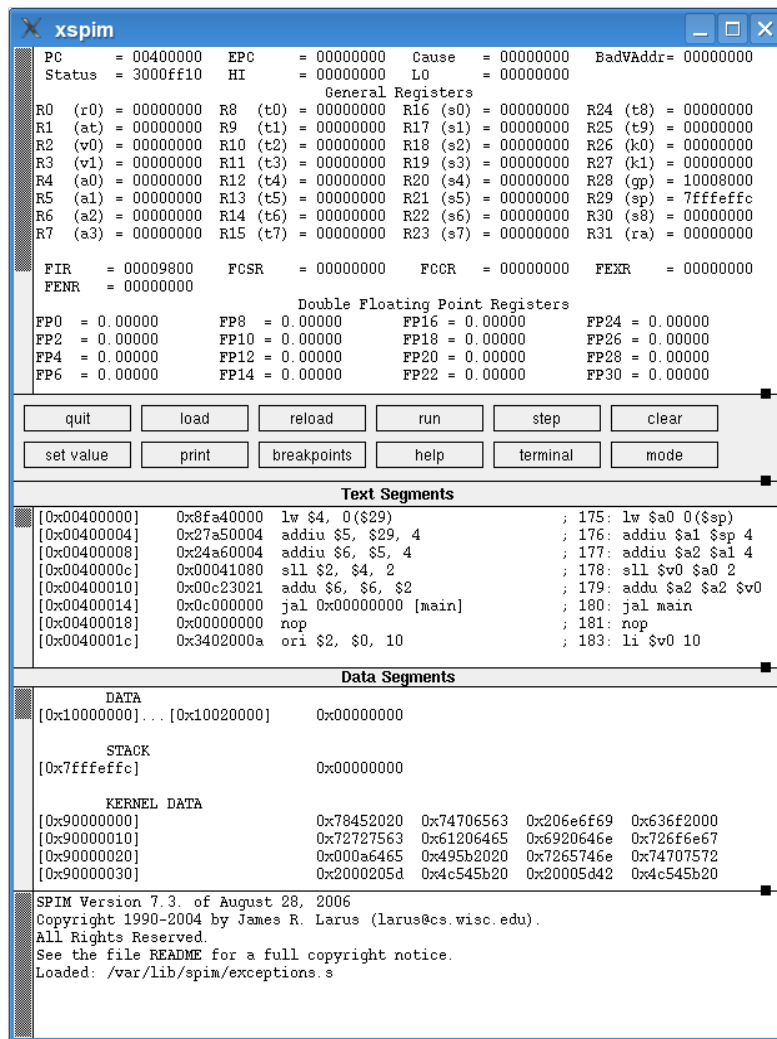 xspim
PC = 00400000 EPC = 00000000 Cause = 00000000 BadVAddr= 00000000
Status = 3000ff10 HI = 00000000 LO = 00000000
General Registers
R0 (r0) = 00000000 R8 (t0) = 00000000 R16 (s0) = 00000000 R24 (t8) = 00000000
R1 (at) = 00000000 R9 (t1) = 00000000 R17 (s1) = 00000000 R25 (t9) = 00000000
R2 (v0) = 00000000 R10 (t2) = 00000000 R18 (s2) = 00000000 R26 (k0) = 00000000
R3 (v1) = 00000000 R11 (t3) = 00000000 R19 (s3) = 00000000 R27 (k1) = 00000000
R4 (a0) = 00000000 R12 (t4) = 00000000 R20 (s4) = 00000000 R28 (gp) = 10008000
R5 (a1) = 00000000 R13 (t5) = 00000000 R21 (s5) = 00000000 R29 (sp) = 7fffeffc
R6 (a2) = 00000000 R14 (t6) = 00000000 R22 (s6) = 00000000 R30 (s8) = 00000000
R7 (a3) = 00000000 R15 (t7) = 00000000 R23 (s7) = 00000000 R31 (ra) = 00000000
FIR = 00009800 FCSR = 00000000 FCCR = 00000000 FEXR = 00000000
FENR = 00000000
Double Floating Point Registers
FP0 = 0.00000 FP8 = 0.00000 FP16 = 0.00000 FP24 = 0.00000
FP2 = 0.00000 FP10 = 0.00000 FP18 = 0.00000 FP26 = 0.00000
FP4 = 0.00000 FP12 = 0.00000 FP20 = 0.00000 FP28 = 0.00000
FP6 = 0.00000 FP14 = 0.00000 FP22 = 0.00000 FP30 = 0.00000
quit load reload run step clear
set value print breakpoints help terminal mode
Text Segments
[0x00400000] 0x8fa40000 lw $4, 0($29) ; 175: lw $a0 0($sp)
[0x00400004] 0x27a50004 addiu $5, $29, 4 ; 176: addiu $a1 $sp 4
[0x00400008] 0x24a60004 addiu $6, $5, 4 ; 177: addiu $a2 $a1 4
[0x0040000c] 0x00041080 sll $2, $4, 2 ; 178: sll $v0 $a0 2
[0x00400010] 0x00c23021 addu $6, $6, $2 ; 179: addu $a2 $a2 $v0
[0x00400014] 0x0c000000 jal 0x00000000 [main] ; 180: jal main
[0x00400018] 0x00000000 nop ; 181: nop
[0x0040001c] 0x3402000a ori $2, $0, 10 ; 183: li $v0 10
Data Segments
DATA
[0x10000000]...[0x10020000] 0x00000000
STACK
[0x7fffeffc] 0x00000000
KERNEL DATA
[0x90000000] 0x78452020 0x74706563 0x206e6f69 0x636f2000
[0x90000010] 0x72727563 0x61206465 0x6920646e 0x726f6e67
[0x90000020] 0x000a6465 0x495b2020 0x7265746e 0x74707572
[0x90000030] 0x2000205d 0x4c545b20 0x20005d42 0x4c545b20
SPIM Version 7.3. of August 28, 2006
Copyright 1990-2004 by James R. Larus (larus@cs.wisc.edu).
All Rights Reserved.
See the file README for a full copyright notice.
Loaded: /var/lib/spim/exceptions.s